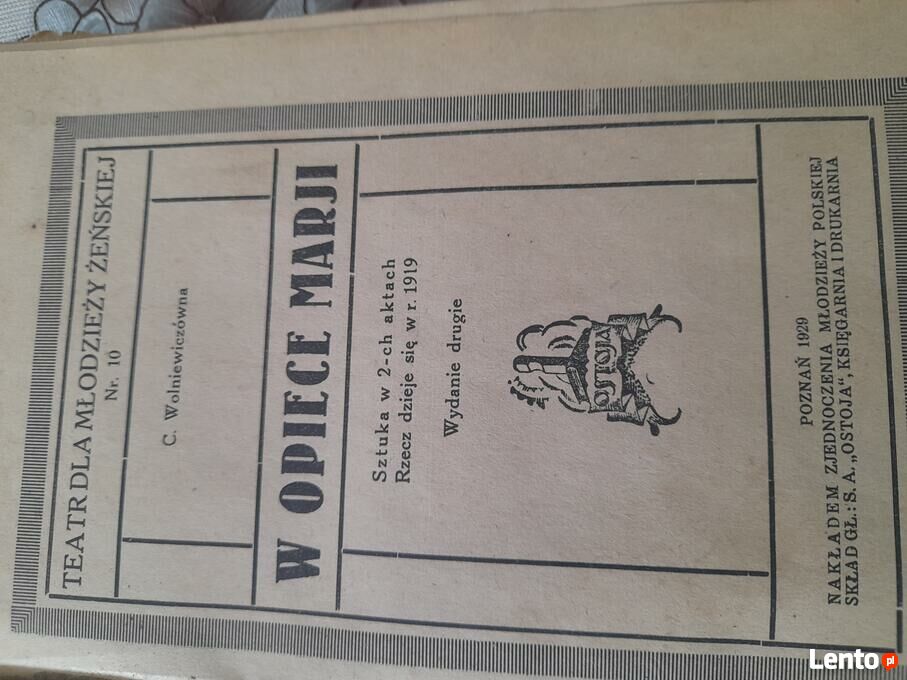 TEATR DLA MŁODZIEŻY ŻEŃSKIEJ
Nr. 10
C. Wolniewiczówna
W OPIECE MARJI
Sztuka w 2-ch aktach
Rzecz dzieje się w r. 1919
Wydanie drugie
OSTOJA
POZNAŃ 1929
NAKŁADEM ZJEDNOCZENIA MŁODZIEŻY POLSKIEJ
SKŁAD GŁ.: S. A. „OSTOJA", KSIĘGARNIA I DRUKARNIA
Lento.pl